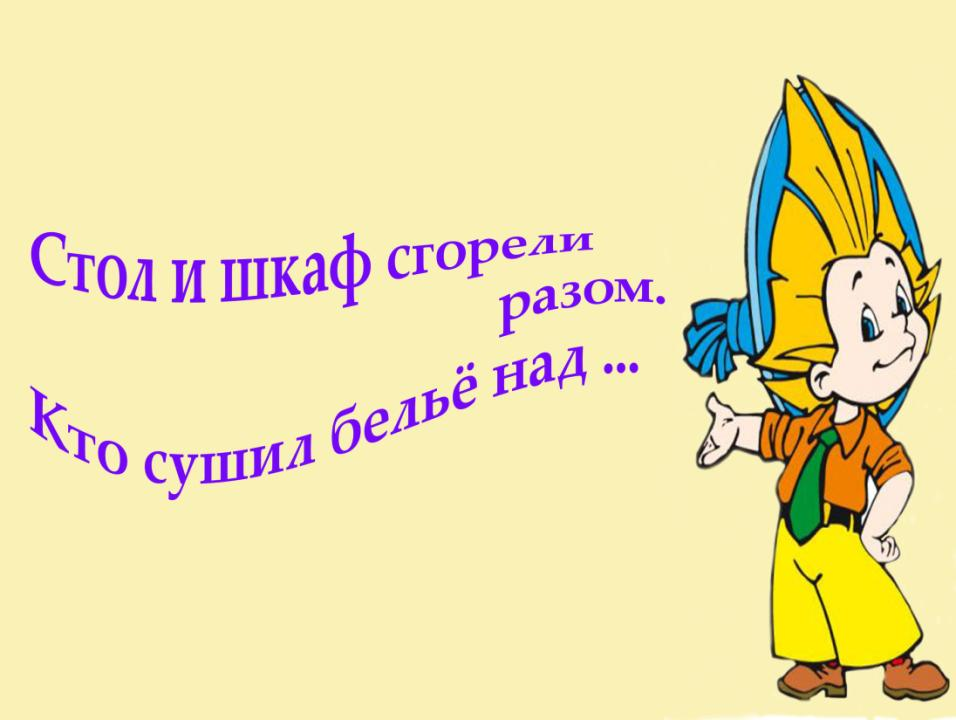 Стол и шкаф сгорели
разом.
Кто сушил бельё над ...